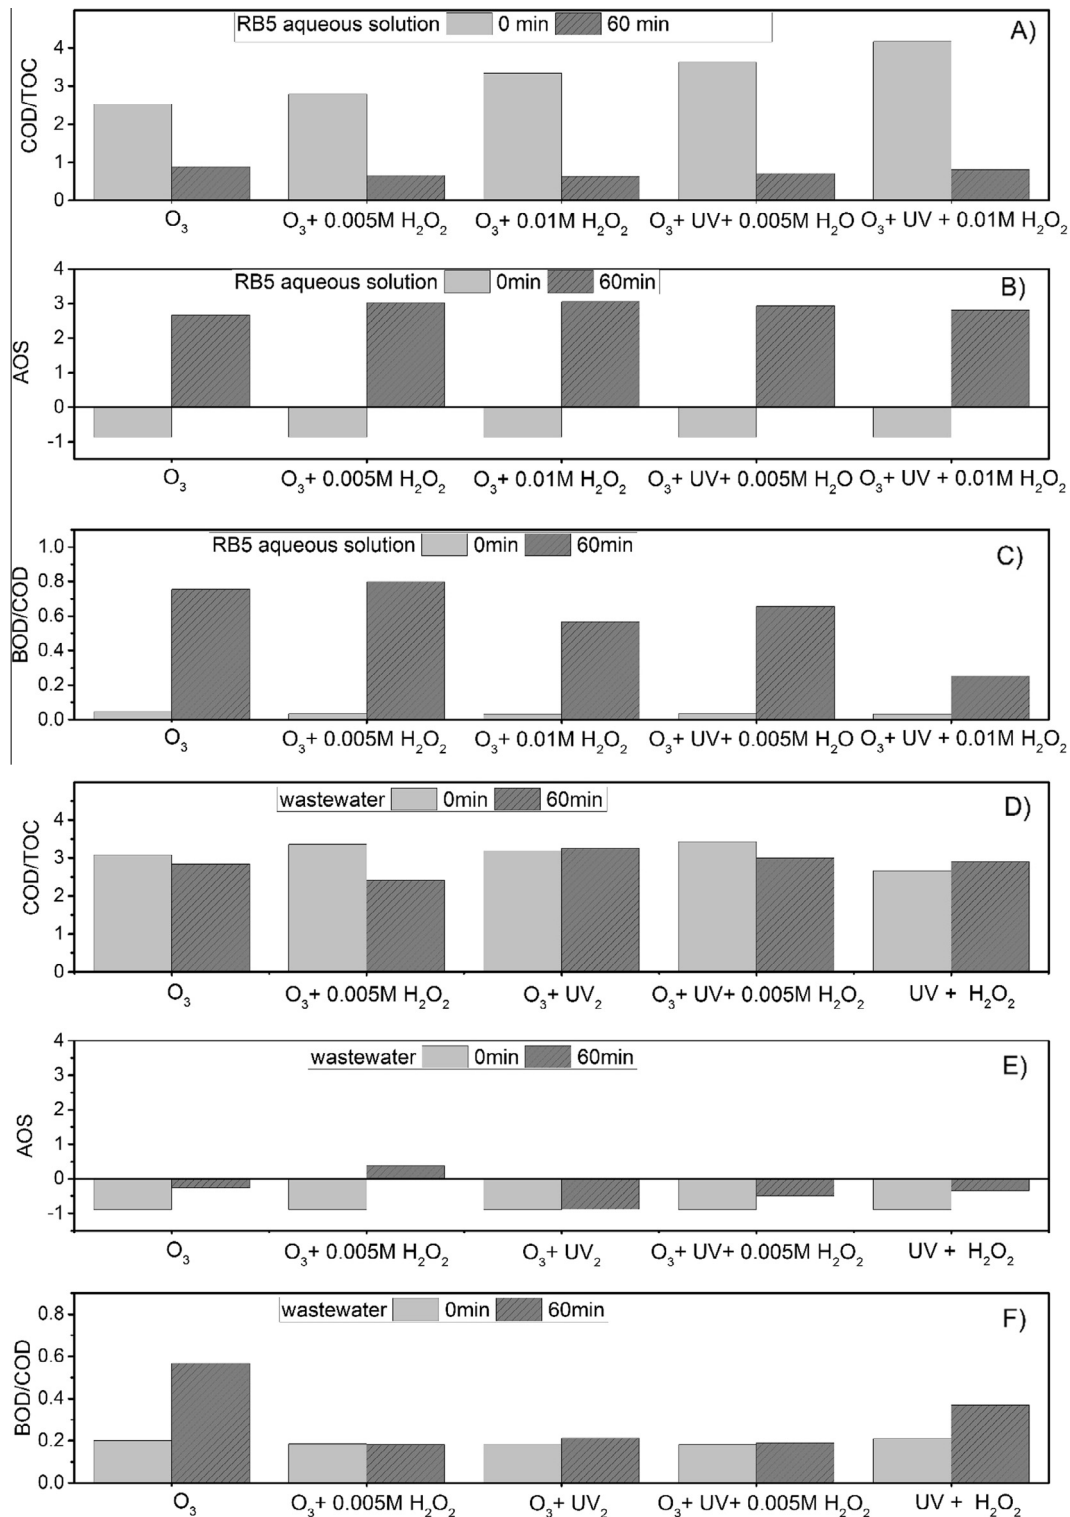 RB5 aqueous solution 0 min 60 min
A)
COD/TOC
4
3
2
1
0
O₃ O₃+ 0.005M H₂O₂ O₃+ 0.01M H₂O₂ O₃+ UV+ 0.005M H₂O O₃+ UV + 0.01M H₂O₂
RB5 aqueous solution 0min 60min
B)
AOS
4
3
2
1
0
-1
O₃ O₃+ 0.005M H₂O₂ O₃+ 0.01M H₂O₂ O₃+ UV+ 0.005M H₂O O₃+ UV + 0.01M H₂O₂
RB5 aqueous solution 0min 60min
C)
BOD/COD
1.0
0.8
0.6
0.4
0.2
0.0
O₃ O₃+ 0.005M H₂O₂ O₃+ 0.01M H₂O₂ O₃+ UV+ 0.005M H₂O O₃+ UV + 0.01M H₂O₂
wastewater 0min 60min
D)
COD/TOC
4
3
2
1
0
O₃ O₃+ 0.005M H₂O₂ O₃+ UV₂ O₃+ UV+ 0.005M H₂O₂ UV + H₂O₂
wastewater 0min 60min
E)
AOS
4
3
2
1
0
-1
O₃ O₃+ 0.005M H₂O₂ O₃+ UV₂ O₃+ UV+ 0.005M H₂O₂ UV + H₂O₂
wastewater 0min 60min
F)
BOD/COD
0.8
0.6
0.4
0.2
0.0
O₃ O₃+ 0.005M H₂O₂ O₃+ UV₂ O₃+ UV+ 0.005M H₂O₂ UV + H₂O₂